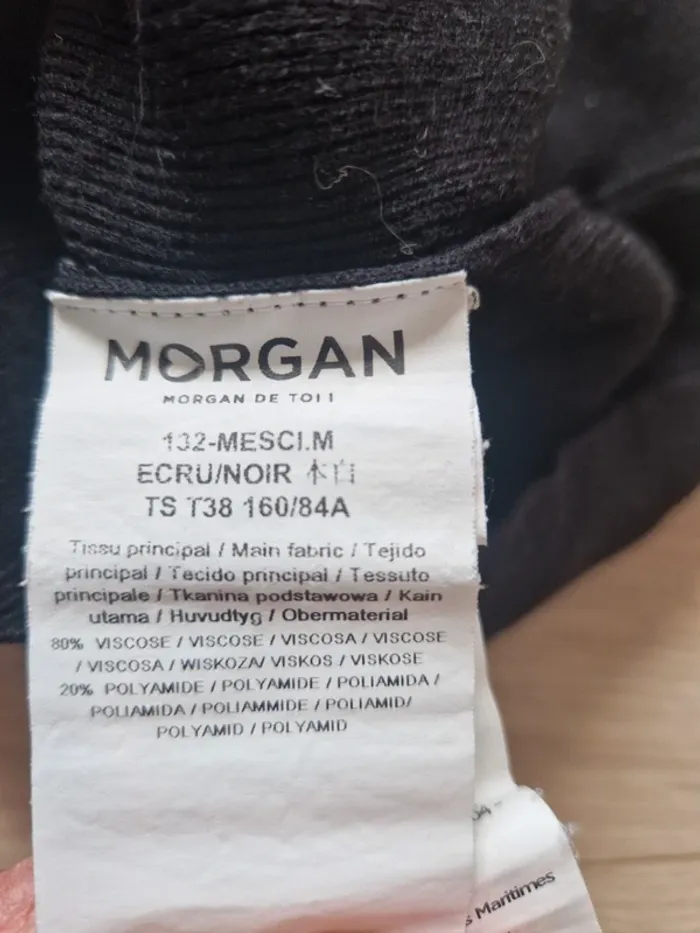 MORGAN
MORGAN DE TOI !
132-MESCI.M
ECRU/NOIR 本白
TS T38 160/84A
Tissu principal / Main fabric / Tejido
principal / Tecido principal / Tessuto
principale / Tkanina podstawowa / Kain
utama / Huvudtyg / Obermaterial
80% VISCOSE / VISCOSE / VISCOSA / VISCOSE
/ VISCOSA / WISKOZA/ VISKOS / VISKOSE
20% POLYAMIDE / POLYAMIDE / POLIAMIDA /
POLIAMIDA / POLIAMMIDE / POLIAMID/
POLYAMID / POLYAMID
Maritimes